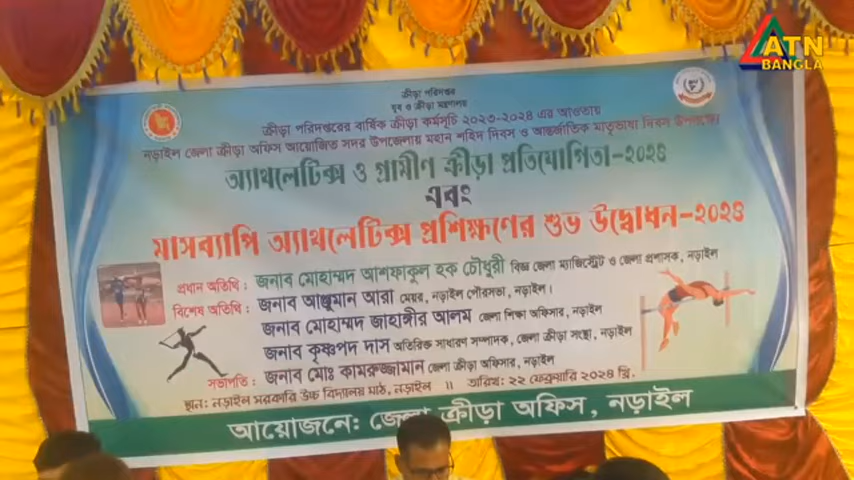 ATN
BANGLA
ক্রীড়া পরিদপ্তর
যুব ও ক্রীড়া মন্ত্রণালয়
ক্রীড়া পরিদপ্তরের বার্ষিক ক্রীড়া কর্মসূচি ২০২৩-২০২৪ এর আওতায়
নড়াইল জেলা ক্রীড়া অফিস আয়োজিত সদর উপজেলায় মহান শহিদ দিবস ও আন্তর্জাতিক মাতৃভাষা দিবস উপলক্ষ্যে
অ্যাথলেটিক্স ও গ্রামীণ ক্রীড়া প্রতিযোগিতা-২০২৪
এবং
মাসব্যাপি অ্যাথলেটিক্স প্রশিক্ষণের শুভ উদ্বোধন-২০২৪
প্রধান অতিথি : জনাব মোহাম্মদ আশফাকুল হক চৌধুরী বিজ্ঞ জেলা ম্যাজিস্ট্রেট ও জেলা প্রশাসক, নড়াইল
বিশেষ অতিথি : জনাব আঞ্জুমান আরা মেয়র, নড়াইল পৌরসভা, নড়াইল।
জনাব মোহাম্মদ জাহাঙ্গীর আলম জেলা শিক্ষা অফিসার, নড়াইল
জনাব কৃষ্ণপদ দাস অতিরিক্ত সাধারণ সম্পাদক, জেলা ক্রীড়া সংস্থা, নড়াইল
সভাপতি : জনাব মোঃ কামরুজ্জামান জেলা ক্রীড়া অফিসার, নড়াইল
স্থান: নড়াইল সরকারি উচ্চ বিদ্যালয় মাঠ, নড়াইল ॥ তারিখ: ২২ ফেব্রুয়ারি ২০২৪ খ্রি.
আয়োজনে: জেলা ক্রীড়া অফিস, নড়াইল